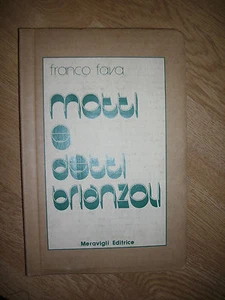 franco fava
motti
e
detti
brianzoli
Meravigli Editrice